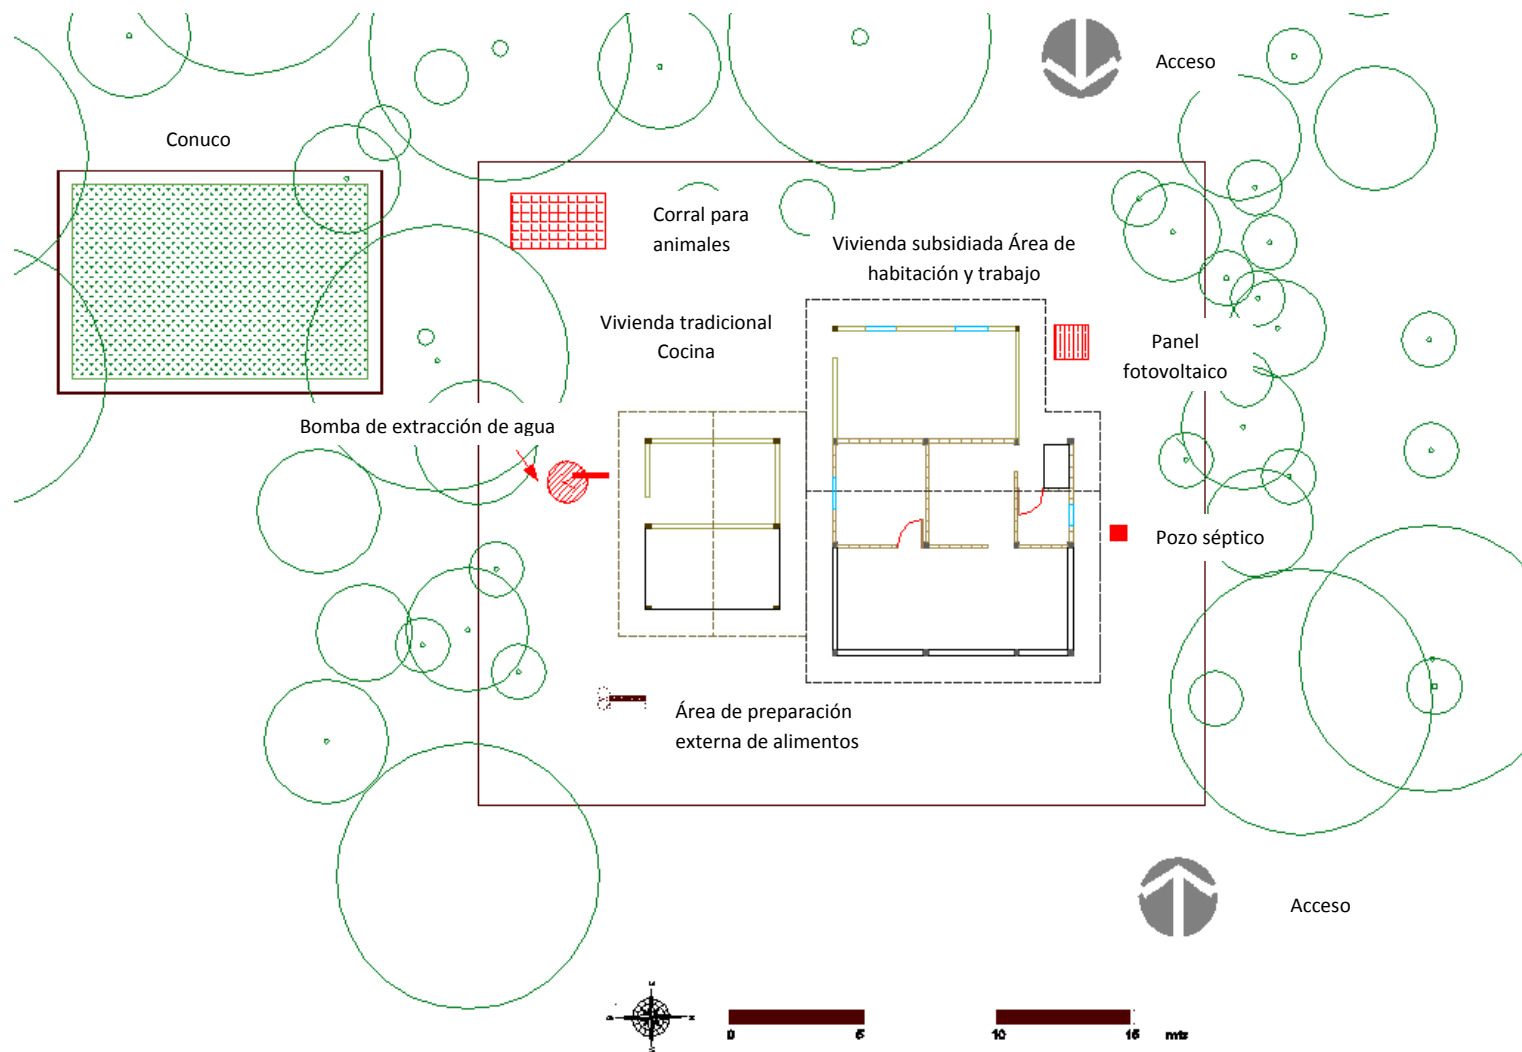 Acceso
Conuco
Corral para
animales
Vivienda subsidiada Área de
habitación y trabajo
Vivienda tradicional
Cocina
Panel
fotovoltaico
Bomba de extracción de agua
Pozo séptico
Área de preparación
externa de alimentos
Acceso
0 5 10 15 mts